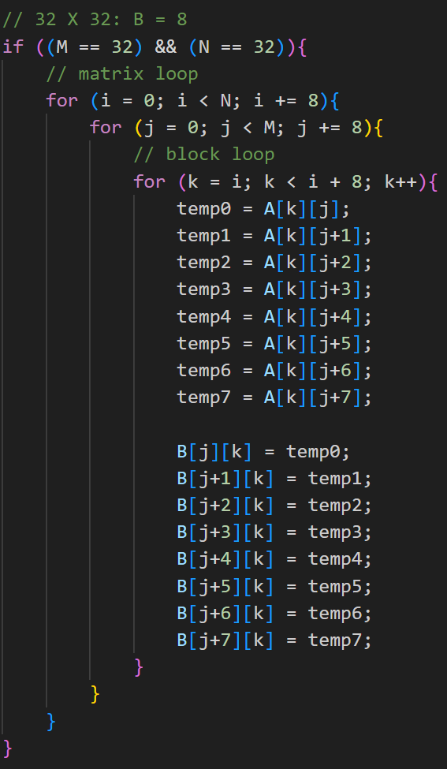 // 32 X 32: B = 8
if ((M == 32) && (N == 32)){
    // matrix loop
    for (i = 0; i < N; i += 8){
        for (j = 0; j < M; j += 8){
            // block loop
            for (k = i; k < i + 8; k++){
                temp0 = A[k][j];
                temp1 = A[k][j+1];
                temp2 = A[k][j+2];
                temp3 = A[k][j+3];
                temp4 = A[k][j+4];
                temp5 = A[k][j+5];
                temp6 = A[k][j+6];
                temp7 = A[k][j+7];

                B[j][k] = temp0;
                B[j+1][k] = temp1;
                B[j+2][k] = temp2;
                B[j+3][k] = temp3;
                B[j+4][k] = temp4;
                B[j+5][k] = temp5;
                B[j+6][k] = temp6;
                B[j+7][k] = temp7;
            }
        }
    }
}